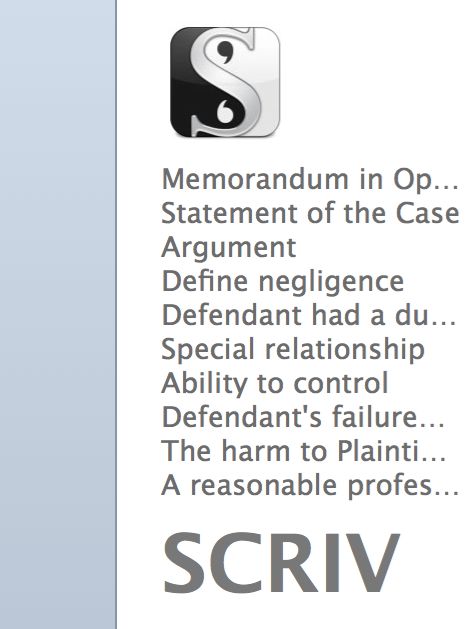 Memorandum in Op…
Statement of the Case
Argument
Define negligence
Defendant had a du…
Special relationship
Ability to control
Defendant's failure…
The harm to Plainti…
A reasonable profes…
SCRIV